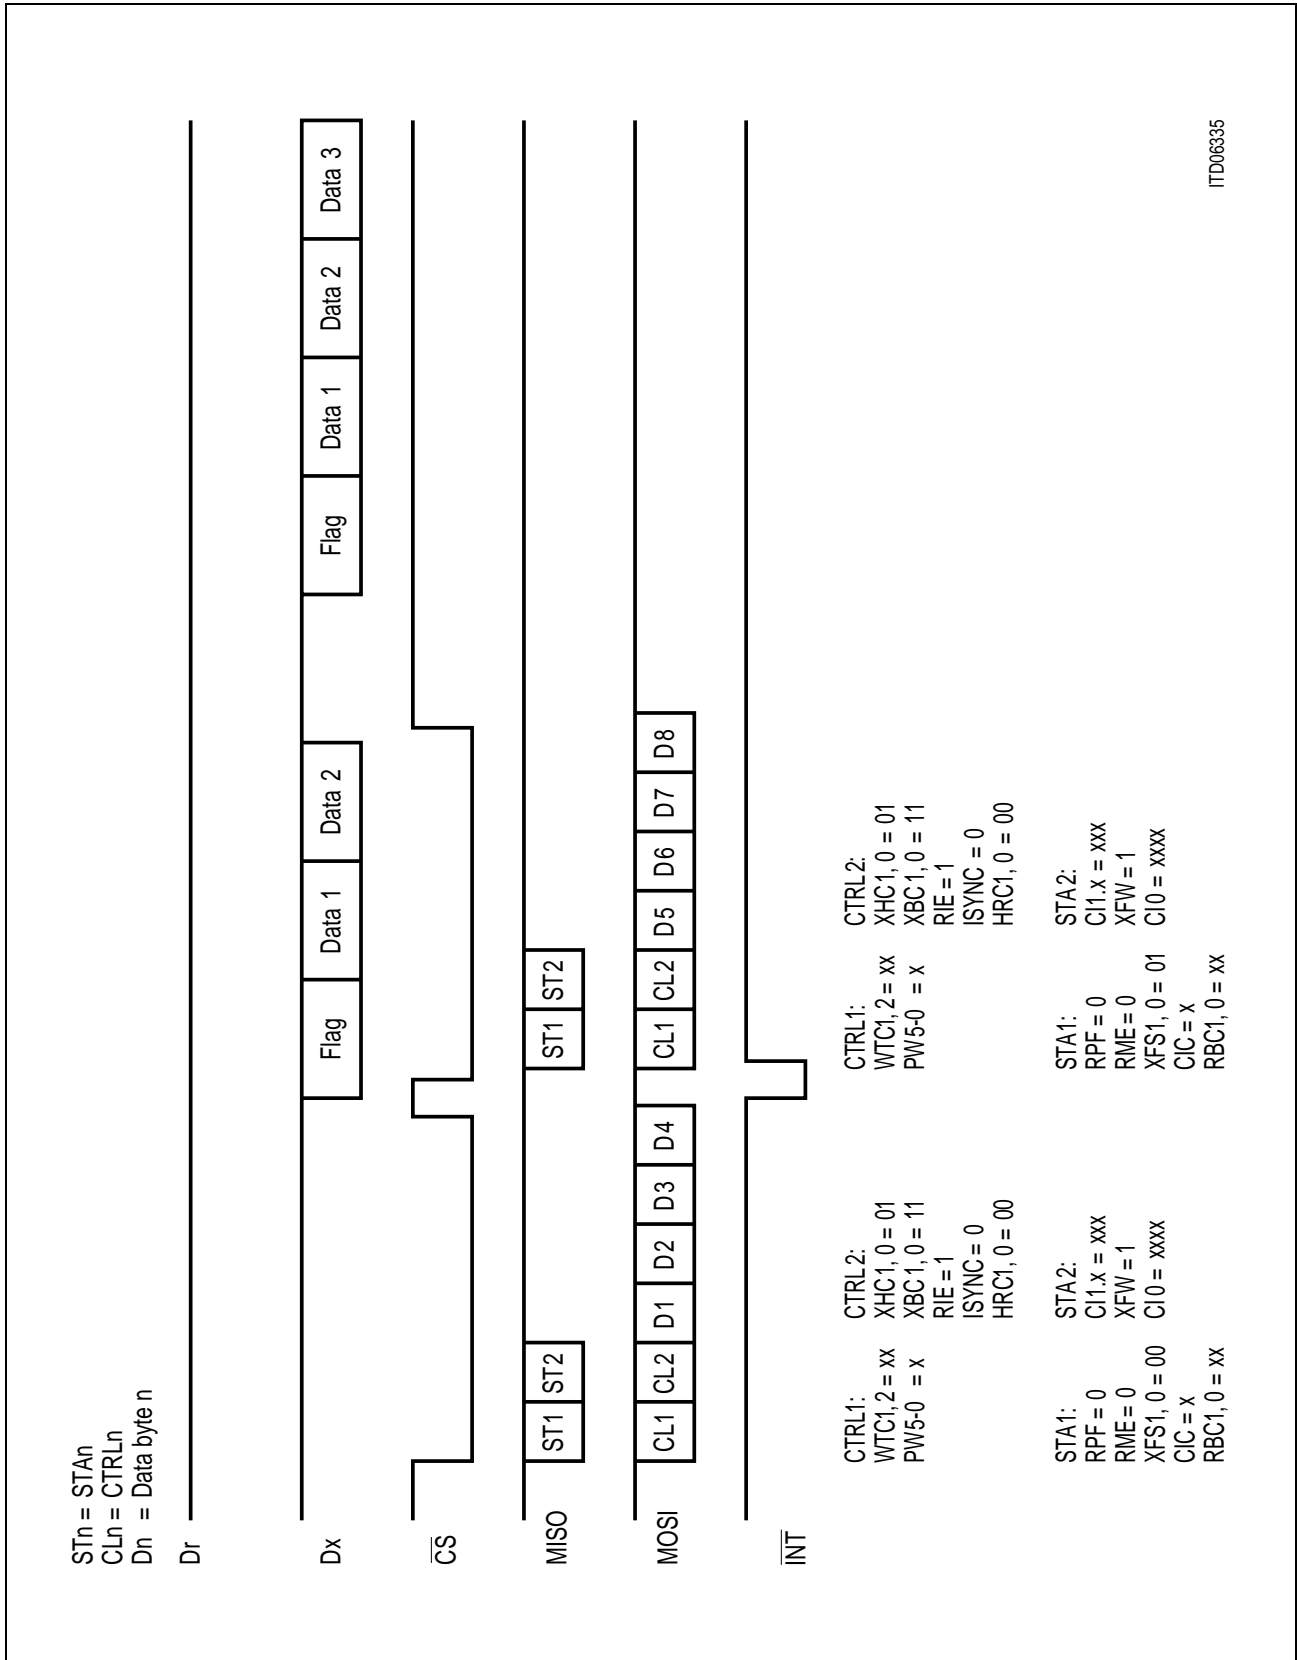 STn = STAn
CLn = CTRLn
Dn = Data byte n
Dr
Dx
Flag
Data 1
Data 2
Flag
Data 1
Data 2
Data 3
CS
MISO
ST1
ST2
ST1
ST2
MOSI
CL1
CL2
D1
D2
D3
D4
CL1
CL2
D5
D6
D7
D8
INT
CTRL1:
WTC1, 2 = xx
PW5-0 = x
CTRL2:
XHC1, 0 = 01
XBC1, 0 = 11
RIE = 1
ISYNC = 0
HRC1, 0 = 00
CTRL1:
WTC1, 2 = xx
PW5-0 = x
CTRL2:
XHC1, 0 = 01
XBC1, 0 = 11
RIE = 1
ISYNC = 0
HRC1, 0 = 00
STA1:
RPF = 0
RME = 0
XFS1, 0 = 00
CIC = x
RBC1, 0 = xx
STA2:
CI1.x = xxx
XFW = 1
CI0 = xxxx
STA1:
RPF = 0
RME = 0
XFS1, 0 = 01
CIC = x
RBC1, 0 = xx
STA2:
CI1.x = xxx
XFW = 1
CI0 = xxxx
ITD06335